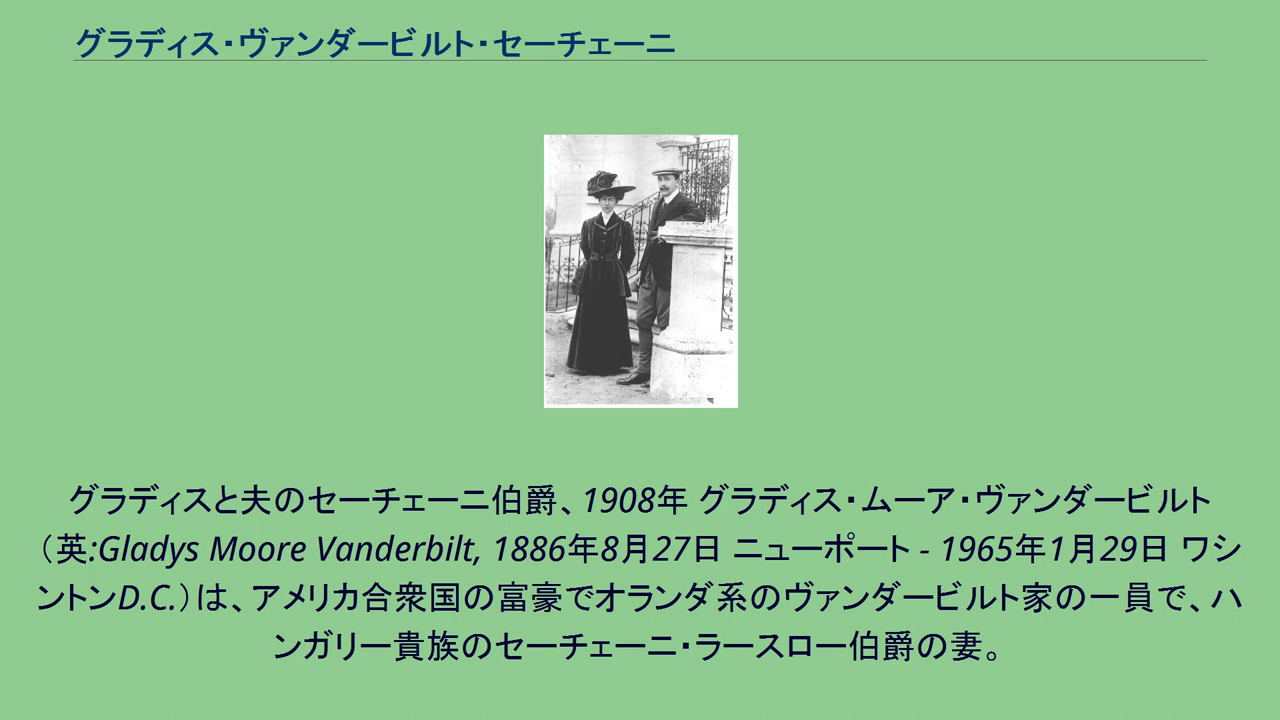 グラディス・ヴァンダービルト・セーチェーニ
グラディスと夫のセーチェーニ伯爵、1908年 グラディス・ムーア・ヴァンダービルト
（英:Gladys Moore Vanderbilt, 1886年8月27日 ニューポート - 1965年1月29日 ワシ
ントンD.C.）は、アメリカ合衆国の富豪でオランダ系のヴァンダービルト家の一員で、ハ
ンガリー貴族のセーチェーニ・ラースロー伯爵の妻。